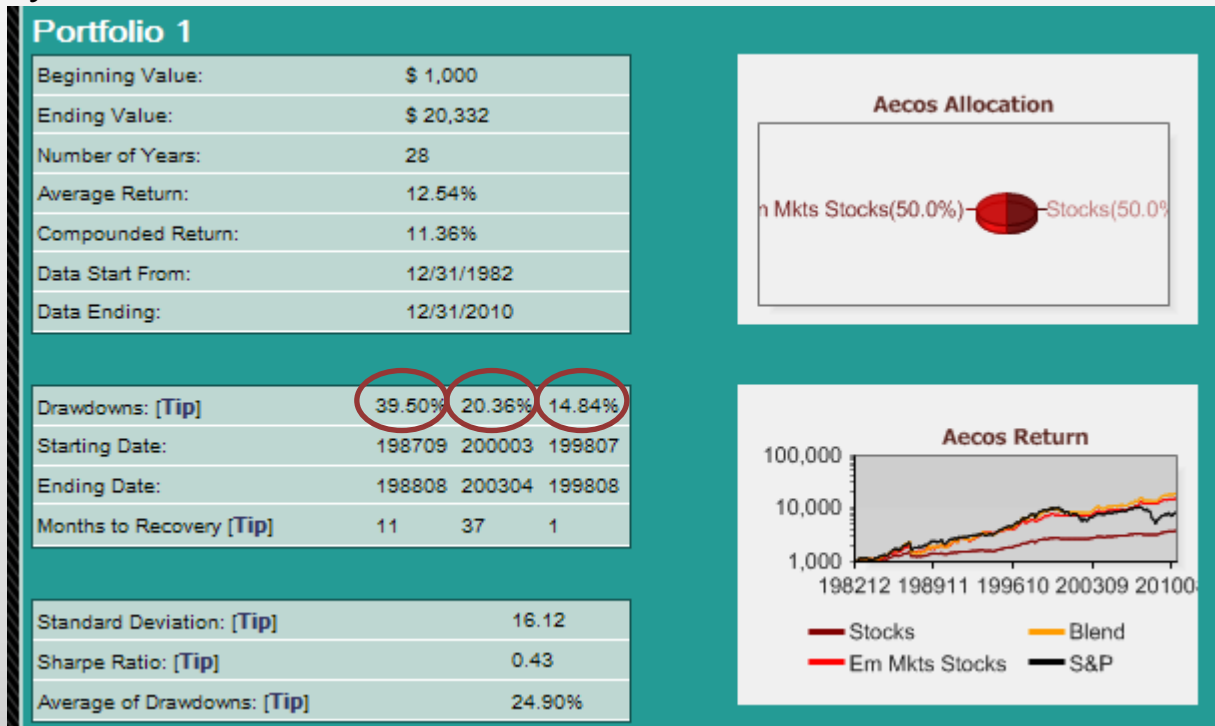 Portfolio 1
Beginning Value: $ 1,000
Ending Value: $ 20,332
Number of Years: 28
Average Return: 12.54%
Compounded Return: 11.36%
Data Start From: 12/31/1982
Data Ending: 12/31/2010
Drawdowns: [Tip] 39.50% 20.36% 14.84%
Starting Date: 198709 200003 199807
Ending Date: 198808 200304 199808
Months to Recovery [Tip] 11 37 1
Standard Deviation: [Tip] 16.12
Sharpe Ratio: [Tip] 0.43
Average of Drawdowns: [Tip] 24.90%
Aecos Allocation
n Mkts Stocks(50.0%) Stocks(50.0%
Aecos Return
100,000
10,000
1,000
198212 198911 199610 200309 20100
Stocks Blend
Em Mkts Stocks S&P